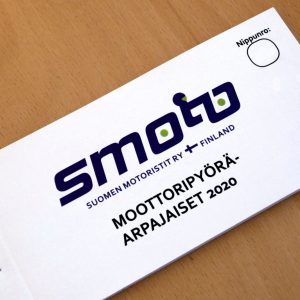 Nippunro:
smoto
SUOMEN MOTORISTIT RY + FINLAND
MOOTTORIPYÖRÄ-
ARPAJAISET 2020